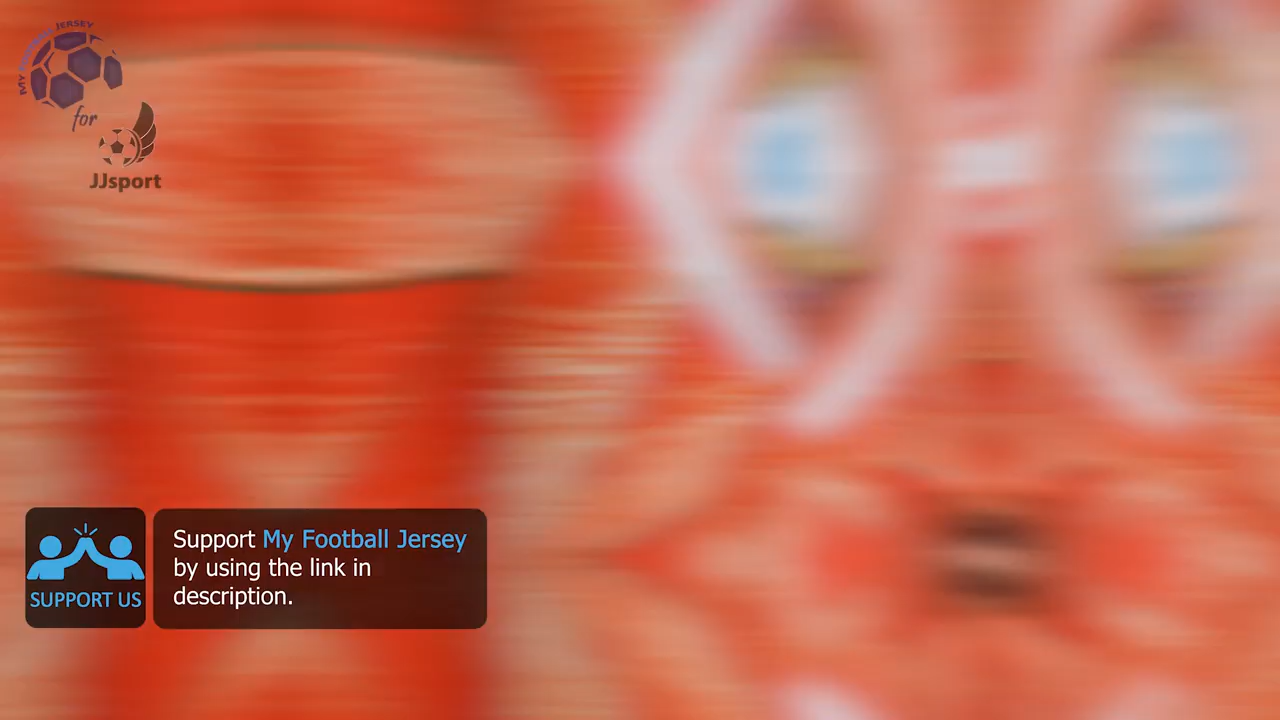 MY JERSEY
for
JJsport
SUPPORT US
Support My Football Jersey
by using the link in
description.